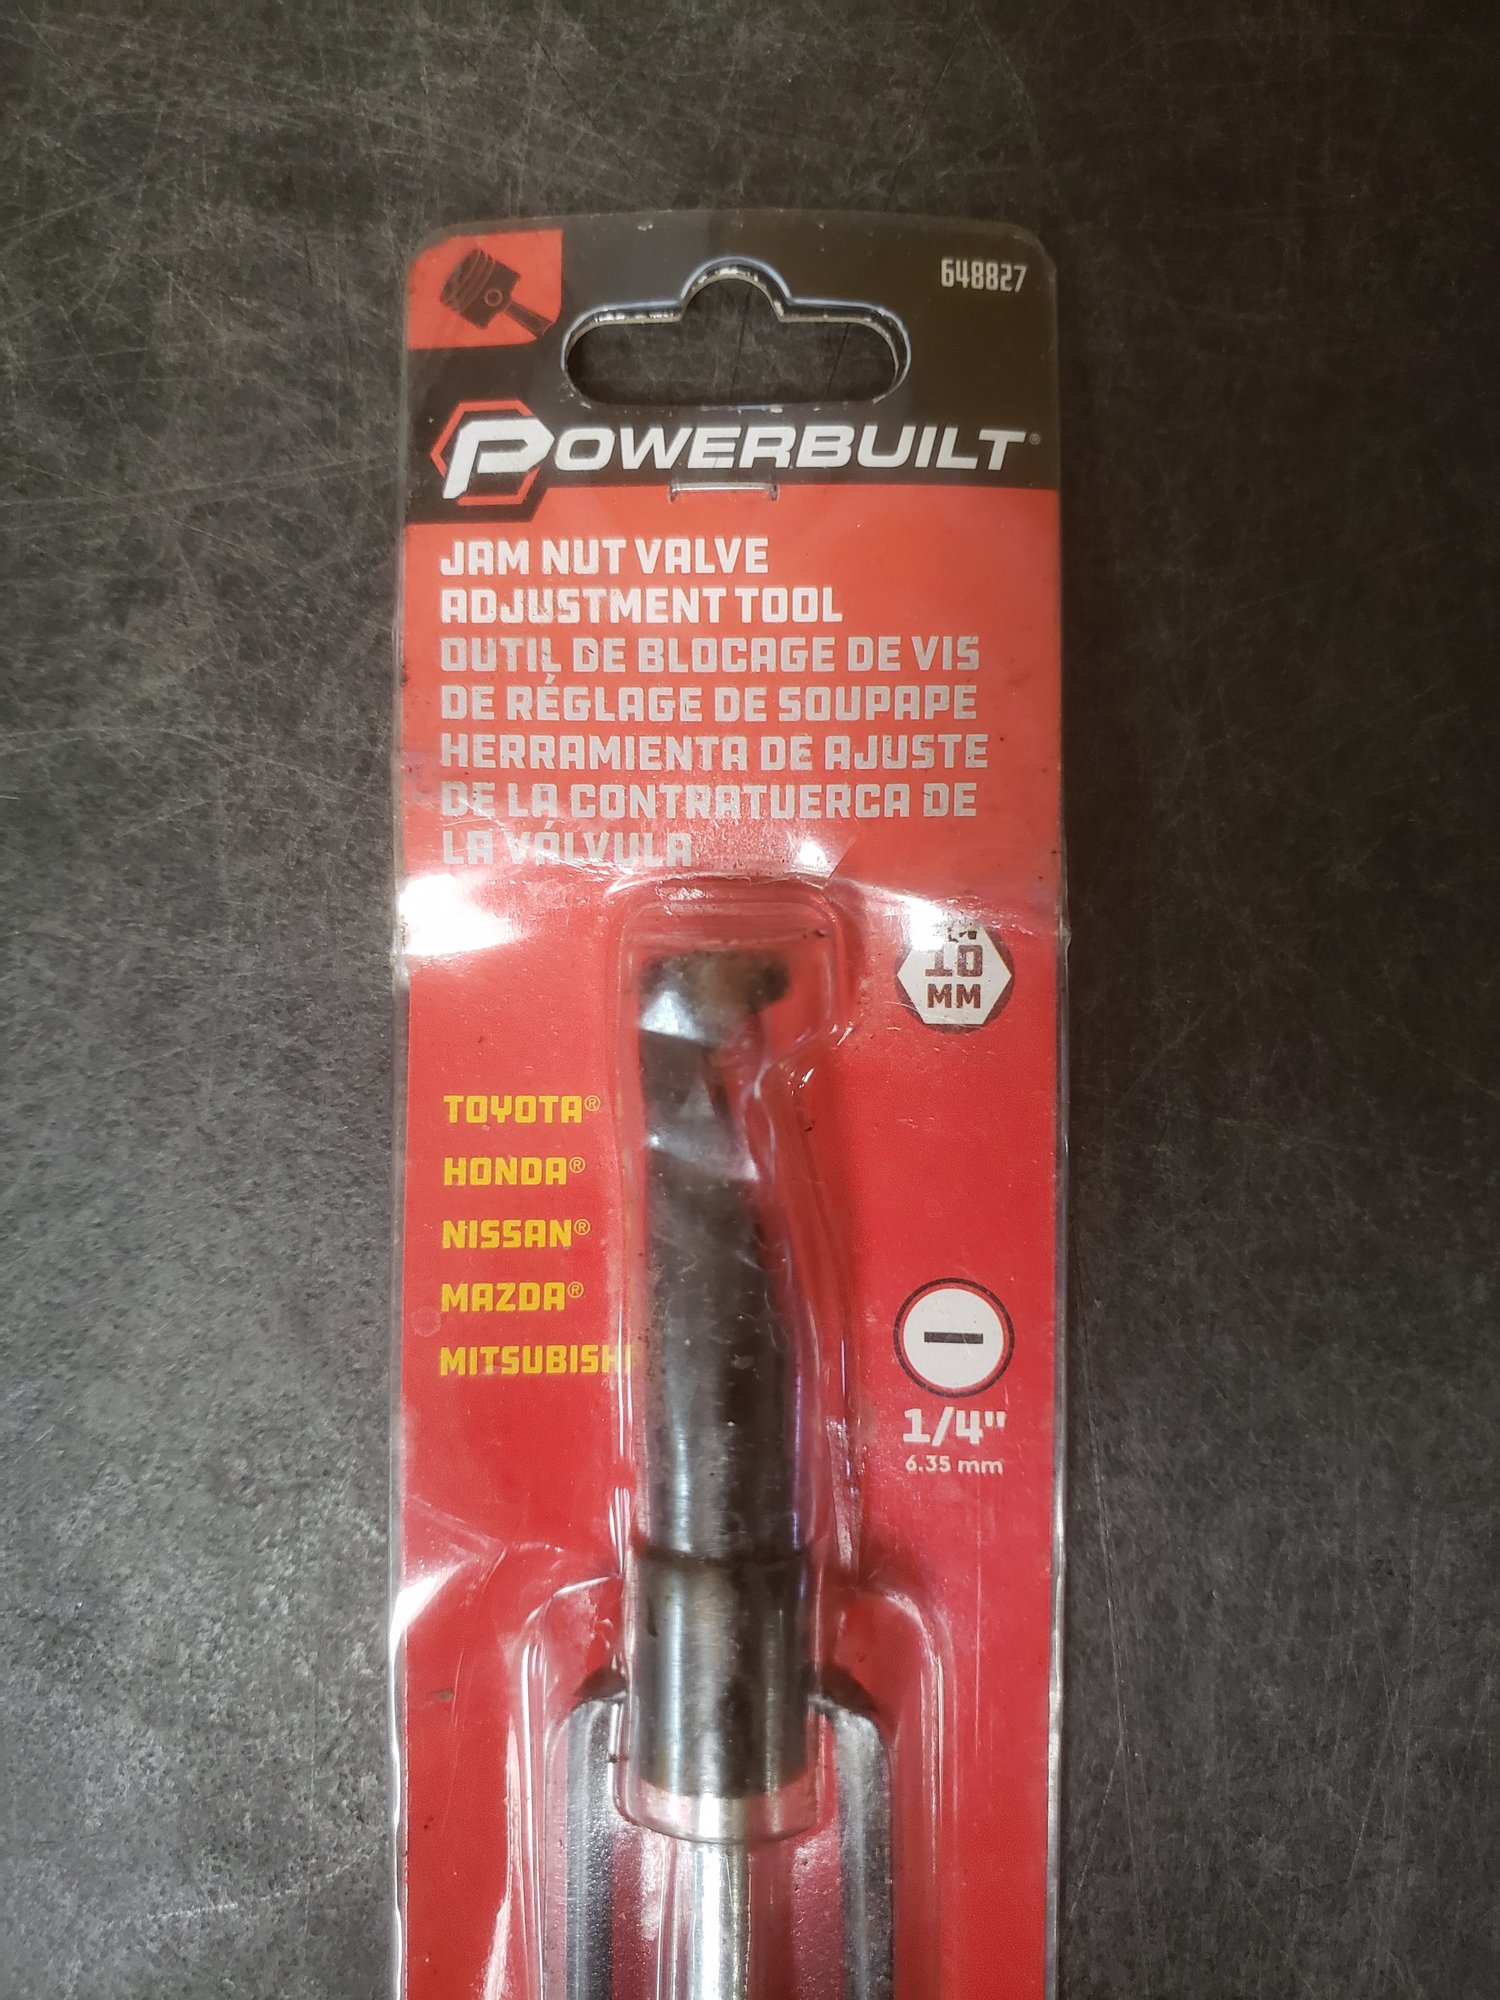 648827
POWERBUILT®
JAM NUT VALVE
ADJUSTMENT TOOL
OUTIL DE BLOCAGE DE VIS
DE RÉGLAGE DE SOUPAPE
HERRAMIENTA DE AJUSTE
DE LA CONTRATUERCA DE
LA VÁLVULA
10
MM
TOYOTA®
HONDA®
NISSAN®
MAZDA®
MITSUBISHI
1/4"
6.35 mm